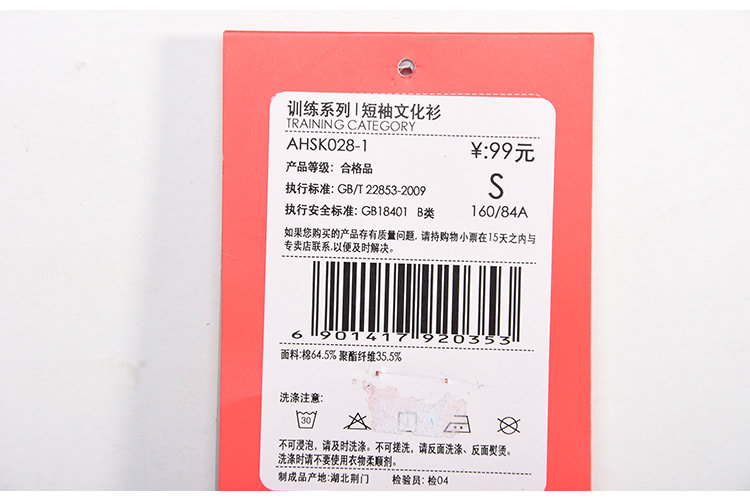 训练系列|短袖文化衫
TRAINING CATEGORY
AHSK028-1
¥:99元
产品等级: 合格品
执行标准: GB/T 22853-2009
S
执行安全标准: GB18401 B类
160/84A
如果您购买的产品存有质量问题, 请持购物小票在15天之内与
专卖店联系,以便及时解决。
6 901417 920353
面料:棉64.5% 聚酯纤维35.5%
洗涤注意:
30
不可浸泡, 请及时洗涤. 不可搓洗, 请反面洗涤、反面熨烫。
洗涤时请不要使用衣物柔顺剂。
制成品产地:湖北荆门 检验员: 检04